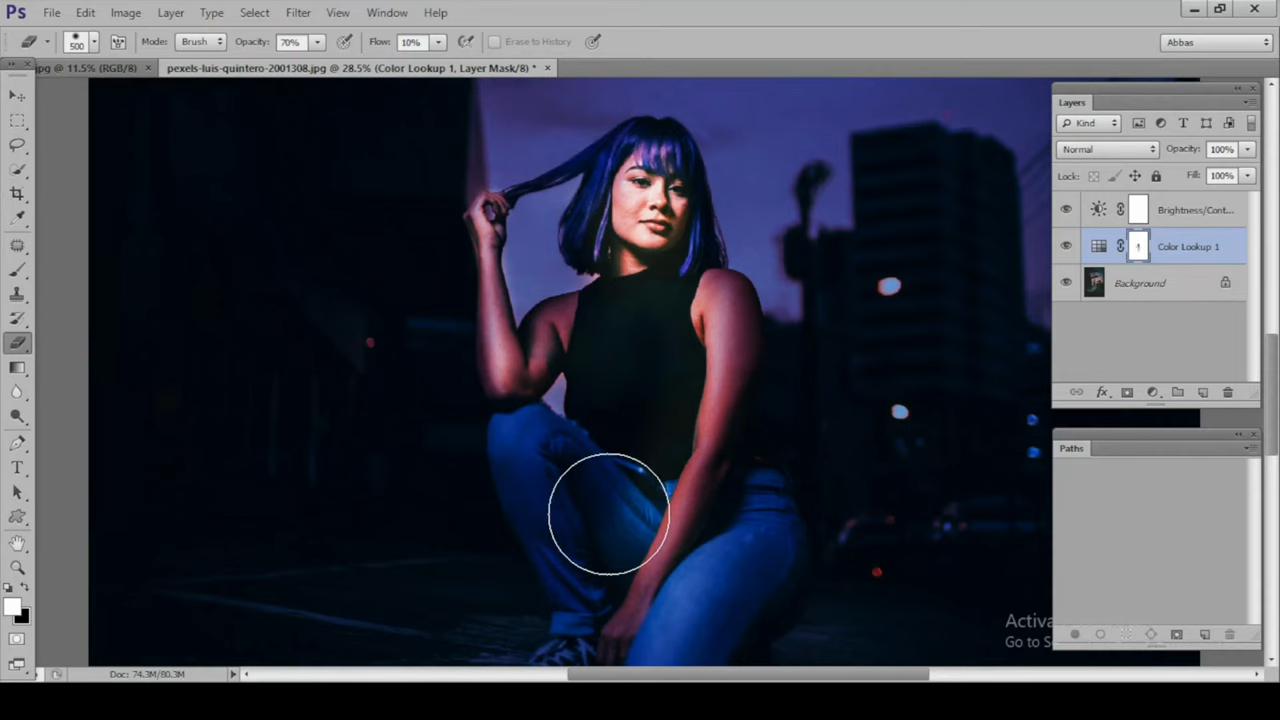 Ps File Edit Image Layer Type Select Filter View Window Help
500 Mode: Brush Opacity: 70% Flow: 10% Erase to History Abbas
.jpg @ 11.5% (RGB/8) × pexels-luis-quintero-2001308.jpg @ 28.5% (Color Lookup 1, Layer Mask/8) * ×
Layers
Kind
Normal Opacity: 100%
Lock: Fill: 100%
Brightness/Cont...
Color Lookup 1
Background
fx
Paths
Activa
Go to S
Doc: 74.3M/80.3M